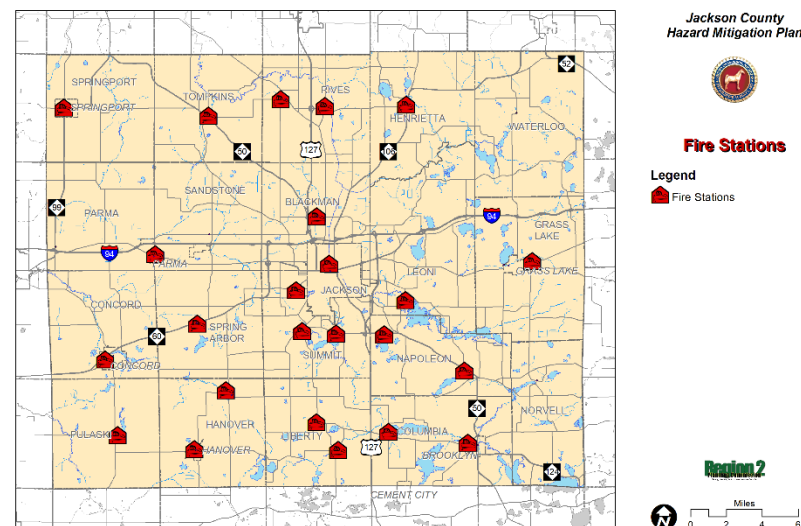 Jackson County
Hazard Mitigation Plan
Fire Stations
Legend
Fire Stations
52
SPRINGPORT
SPRINGPORT
TOMPKINS
RIVES
HENRIETTA
WATERLOO
50
127
106
SANDSTONE
BLACKMAN
99
PARMA
94
GRASS
LAKE
94
PARMA
LEONI
GRASS LAKE
JACKSON
CONCORD
60
SPRING
ARBOR
SUMMIT
NAPOLEON
CONCORD
50
NORVELL
HANOVER
PULASKI
LIBERTY
COLUMBIA
HANOVER
127
BROOKLYN
124
CEMENT CITY
Region 2
N
Miles
0 2 4 6